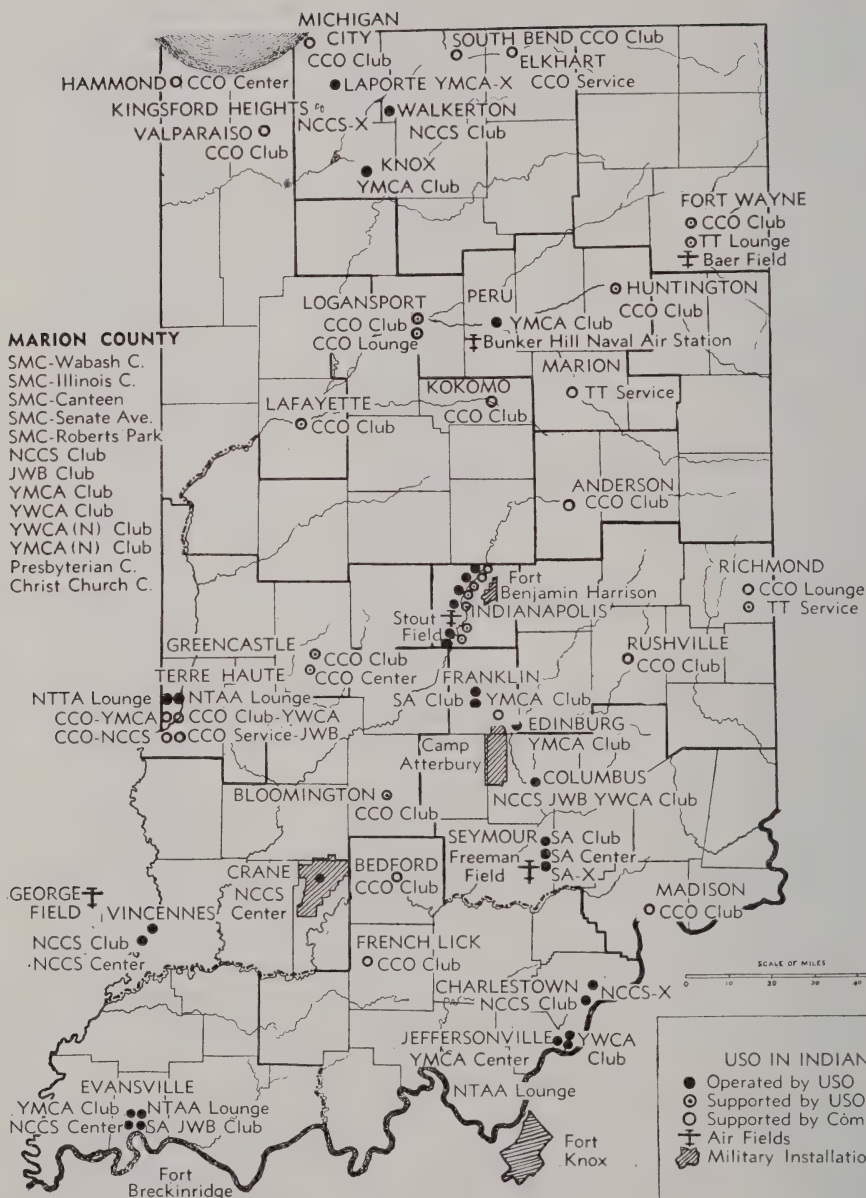 MICHIGAN
CITY
CCO Club
SOUTH BEND CCO Club
ELKHART
CCO Service
HAMMOND CCO Center
LAPORTE YMCA-X
KINGSFORD HEIGHTS
NCCS-X
WALKERTON
NCCS Club
VALPARAISO
CCO Club
KNOX
YMCA Club
FORT WAYNE
CCO Club
TT Lounge
Baer Field
LOGANSPORT
CCO Club
CCO Lounge
PERU
YMCA Club
Bunker Hill Naval Air Station
HUNTINGTON
CCO Club
MARION COUNTY
SMC-Wabash C.
SMC-Illinois C.
SMC-Canteen
SMC-Senate Ave.
SMC-Roberts Park
NCCS Club
JWB Club
YMCA Club
YWCA Club
YWCA (N) Club
YMCA (N) Club
Presbyterian C.
Christ Church C.
MARION
TT Service
KOKOMO
CCO Club
LAFAYETTE
CCO Club
ANDERSON
CCO Club
Fort
Benjamin Harrison
INDIANAPOLIS
Stout
Field
RICHMOND
CCO Lounge
TT Service
GREENCASTLE
CCO Club
CCO Center
RUSHVILLE
CCO Club
TERRE HAUTE
NTTA Lounge NTAA Lounge
CCO-YMCA CCO Club-YWCA
CCO-NCCS CCO Service-JWB
FRANKLIN
SA Club YMCA Club
EDINBURG
YMCA Club
Camp
Atterbury
COLUMBUS
NCCS JWB YWCA Club
BLOOMINGTON
CCO Club
SEYMOUR SA Club
Freeman SA Center
Field SA-X
CRANE
NCCS
Center
BEDFORD
CCO Club
MADISON
CCO Club
GEORGE
FIELD
VINCENNES
NCCS Club
NCCS Center
FRENCH LICK
CCO Club
SCALE OF MILES
0 10 20 30 40
CHARLESTOWN
NCCS Club
NCCS-X
JEFFERSONVILLE
YMCA Center
YWCA
Club
NTAA Lounge
EVANSVILLE
YMCA Club NTAA Lounge
NCCS Center SA JWB Club
Fort
Breckinridge
Fort
Knox
USO IN INDIAN
Operated by USO
Supported by USO
Supported by Com
Air Fields
Military Installatio